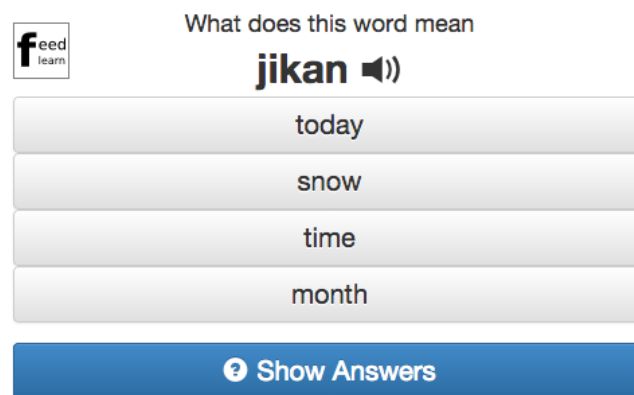 What does this word mean
feed
learn
jikan
today
snow
time
month
? Show Answers